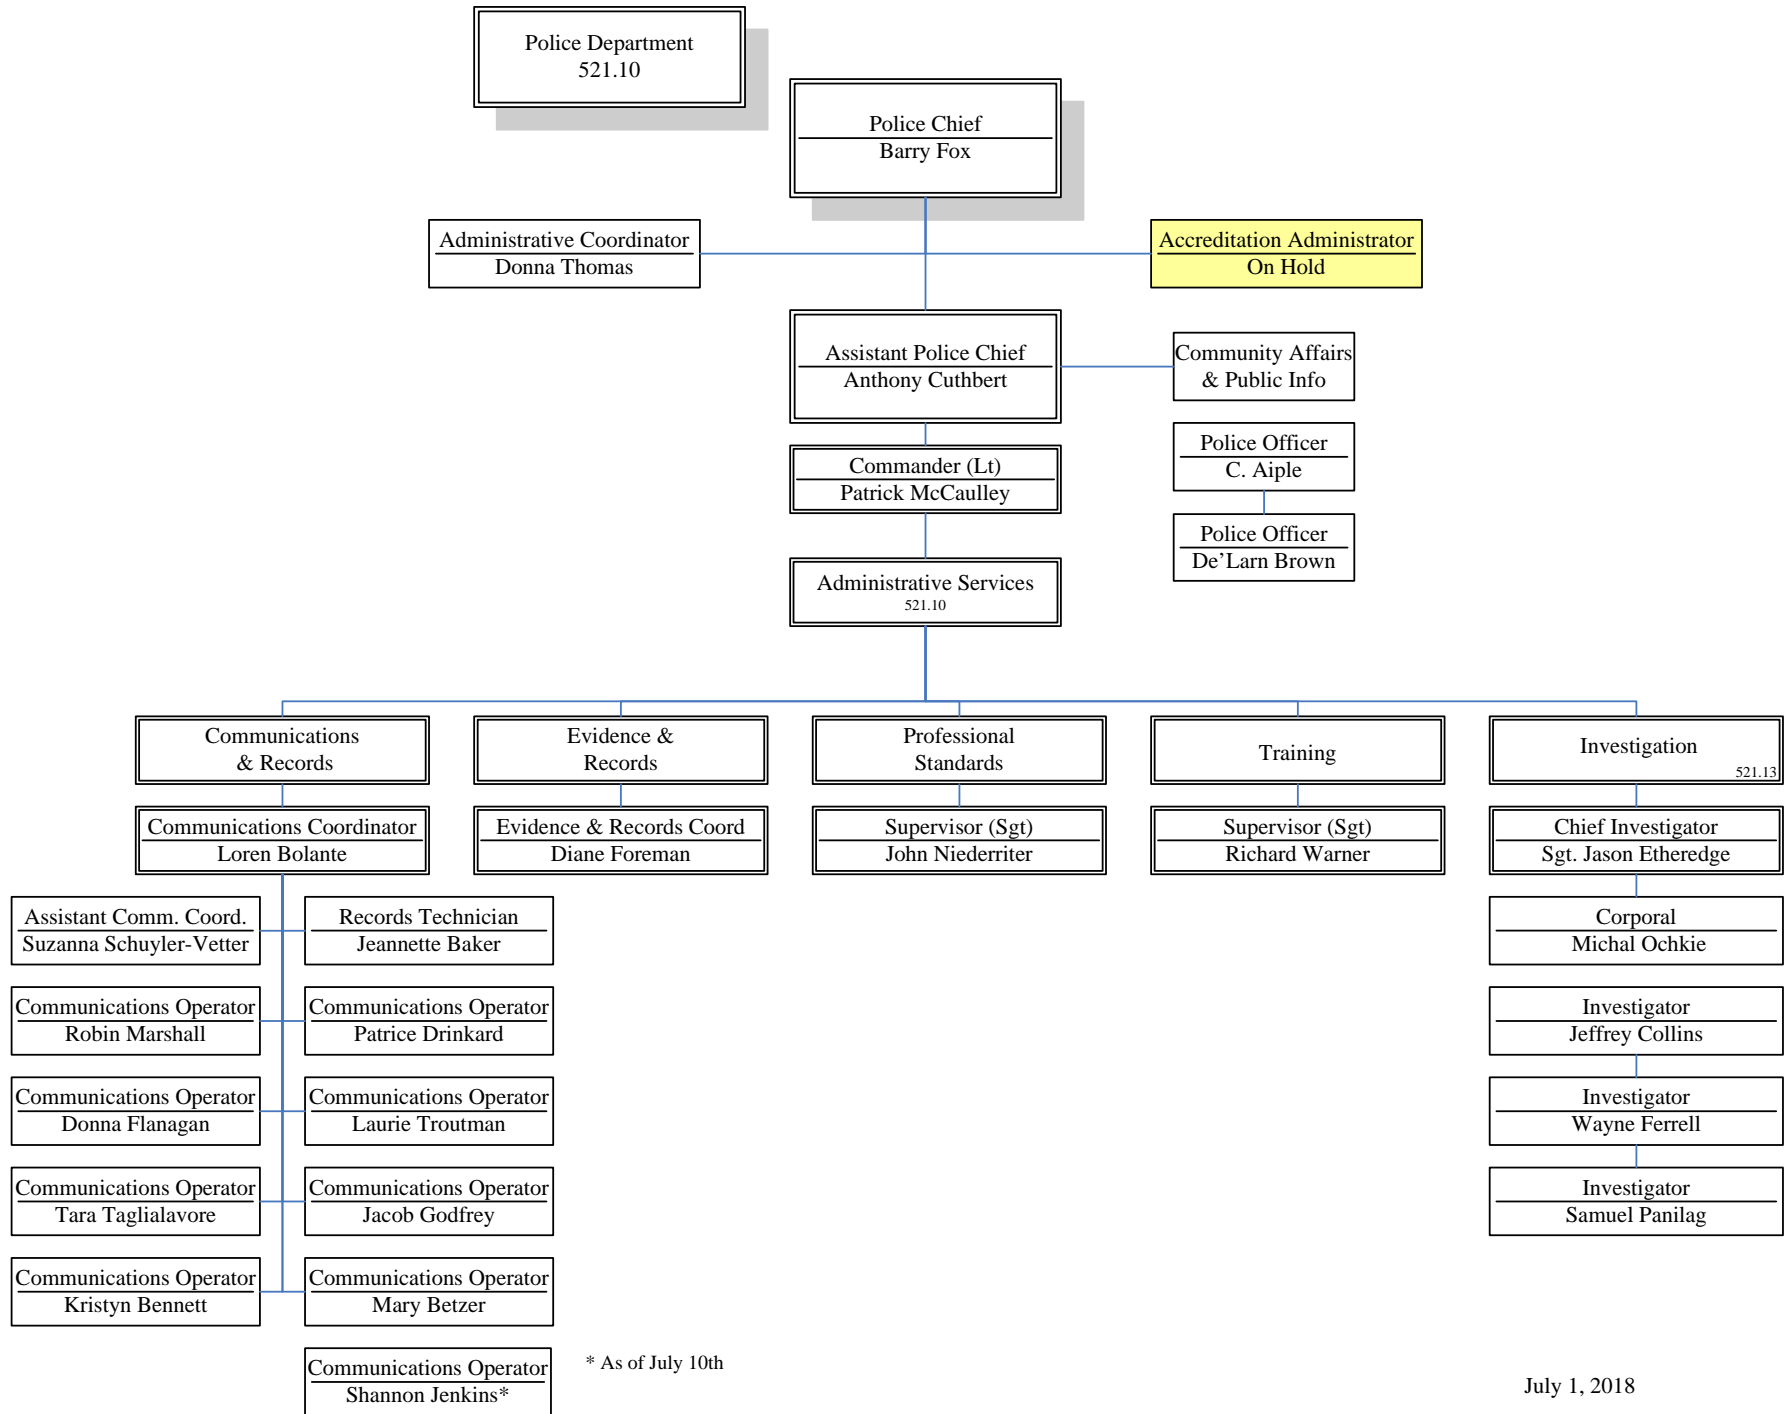 Police Department
521.10
Police Chief
Barry Fox
Administrative Coordinator
Donna Thomas
Accreditation Administrator
On Hold
Assistant Police Chief
Anthony Cuthbert
Community Affairs
& Public Info
Commander (Lt)
Patrick McCaulley
Police Officer
C. Aiple
Police Officer
De’Larn Brown
Administrative Services
521.10
Communications
& Records
Evidence &
Records
Professional
Standards
Training
Investigation
521.13
Communications Coordinator
Loren Bolante
Evidence & Records Coord
Diane Foreman
Supervisor (Sgt)
John Niederriter
Supervisor (Sgt)
Richard Warner
Chief Investigator
Sgt. Jason Etheredge
Assistant Comm. Coord.
Suzanna Schuyler-Vetter
Records Technician
Jeannette Baker
Corporal
Michal Ochkie
Communications Operator
Robin Marshall
Communications Operator
Patrice Drinkard
Investigator
Jeffrey Collins
Communications Operator
Donna Flanagan
Communications Operator
Laurie Troutman
Investigator
Wayne Ferrell
Communications Operator
Tara Taglialavore
Communications Operator
Jacob Godfrey
Investigator
Samuel Panilag
Communications Operator
Kristyn Bennett
Communications Operator
Mary Betzer
Communications Operator
Shannon Jenkins*
* As of July 10th
July 1, 2018